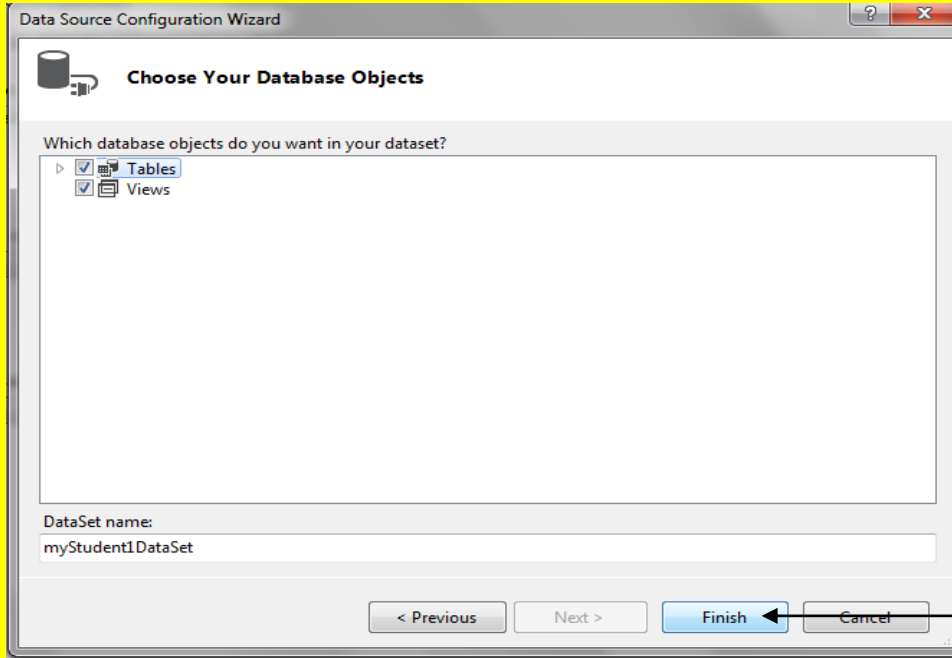 Data Source Configuration Wizard
Choose Your Database Objects
Which database objects do you want in your dataset?
Tables
Views
DataSet name:
myStudent1DataSet
< Previous Next > Finish Cancel